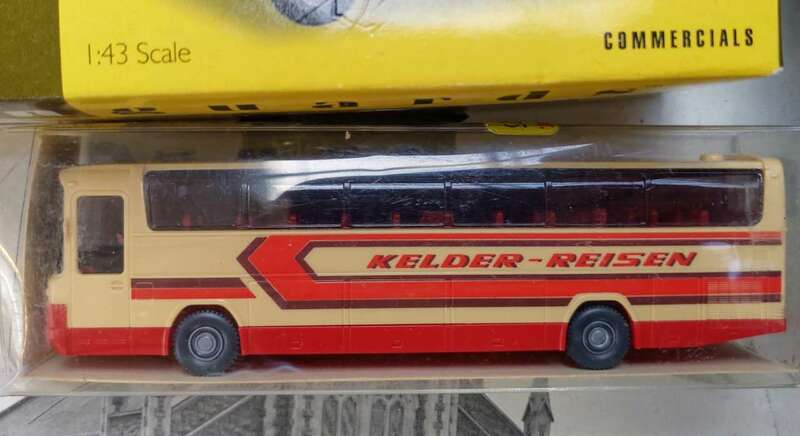 1:43 Scale
COMMERCIALS
KELDER-REISEN